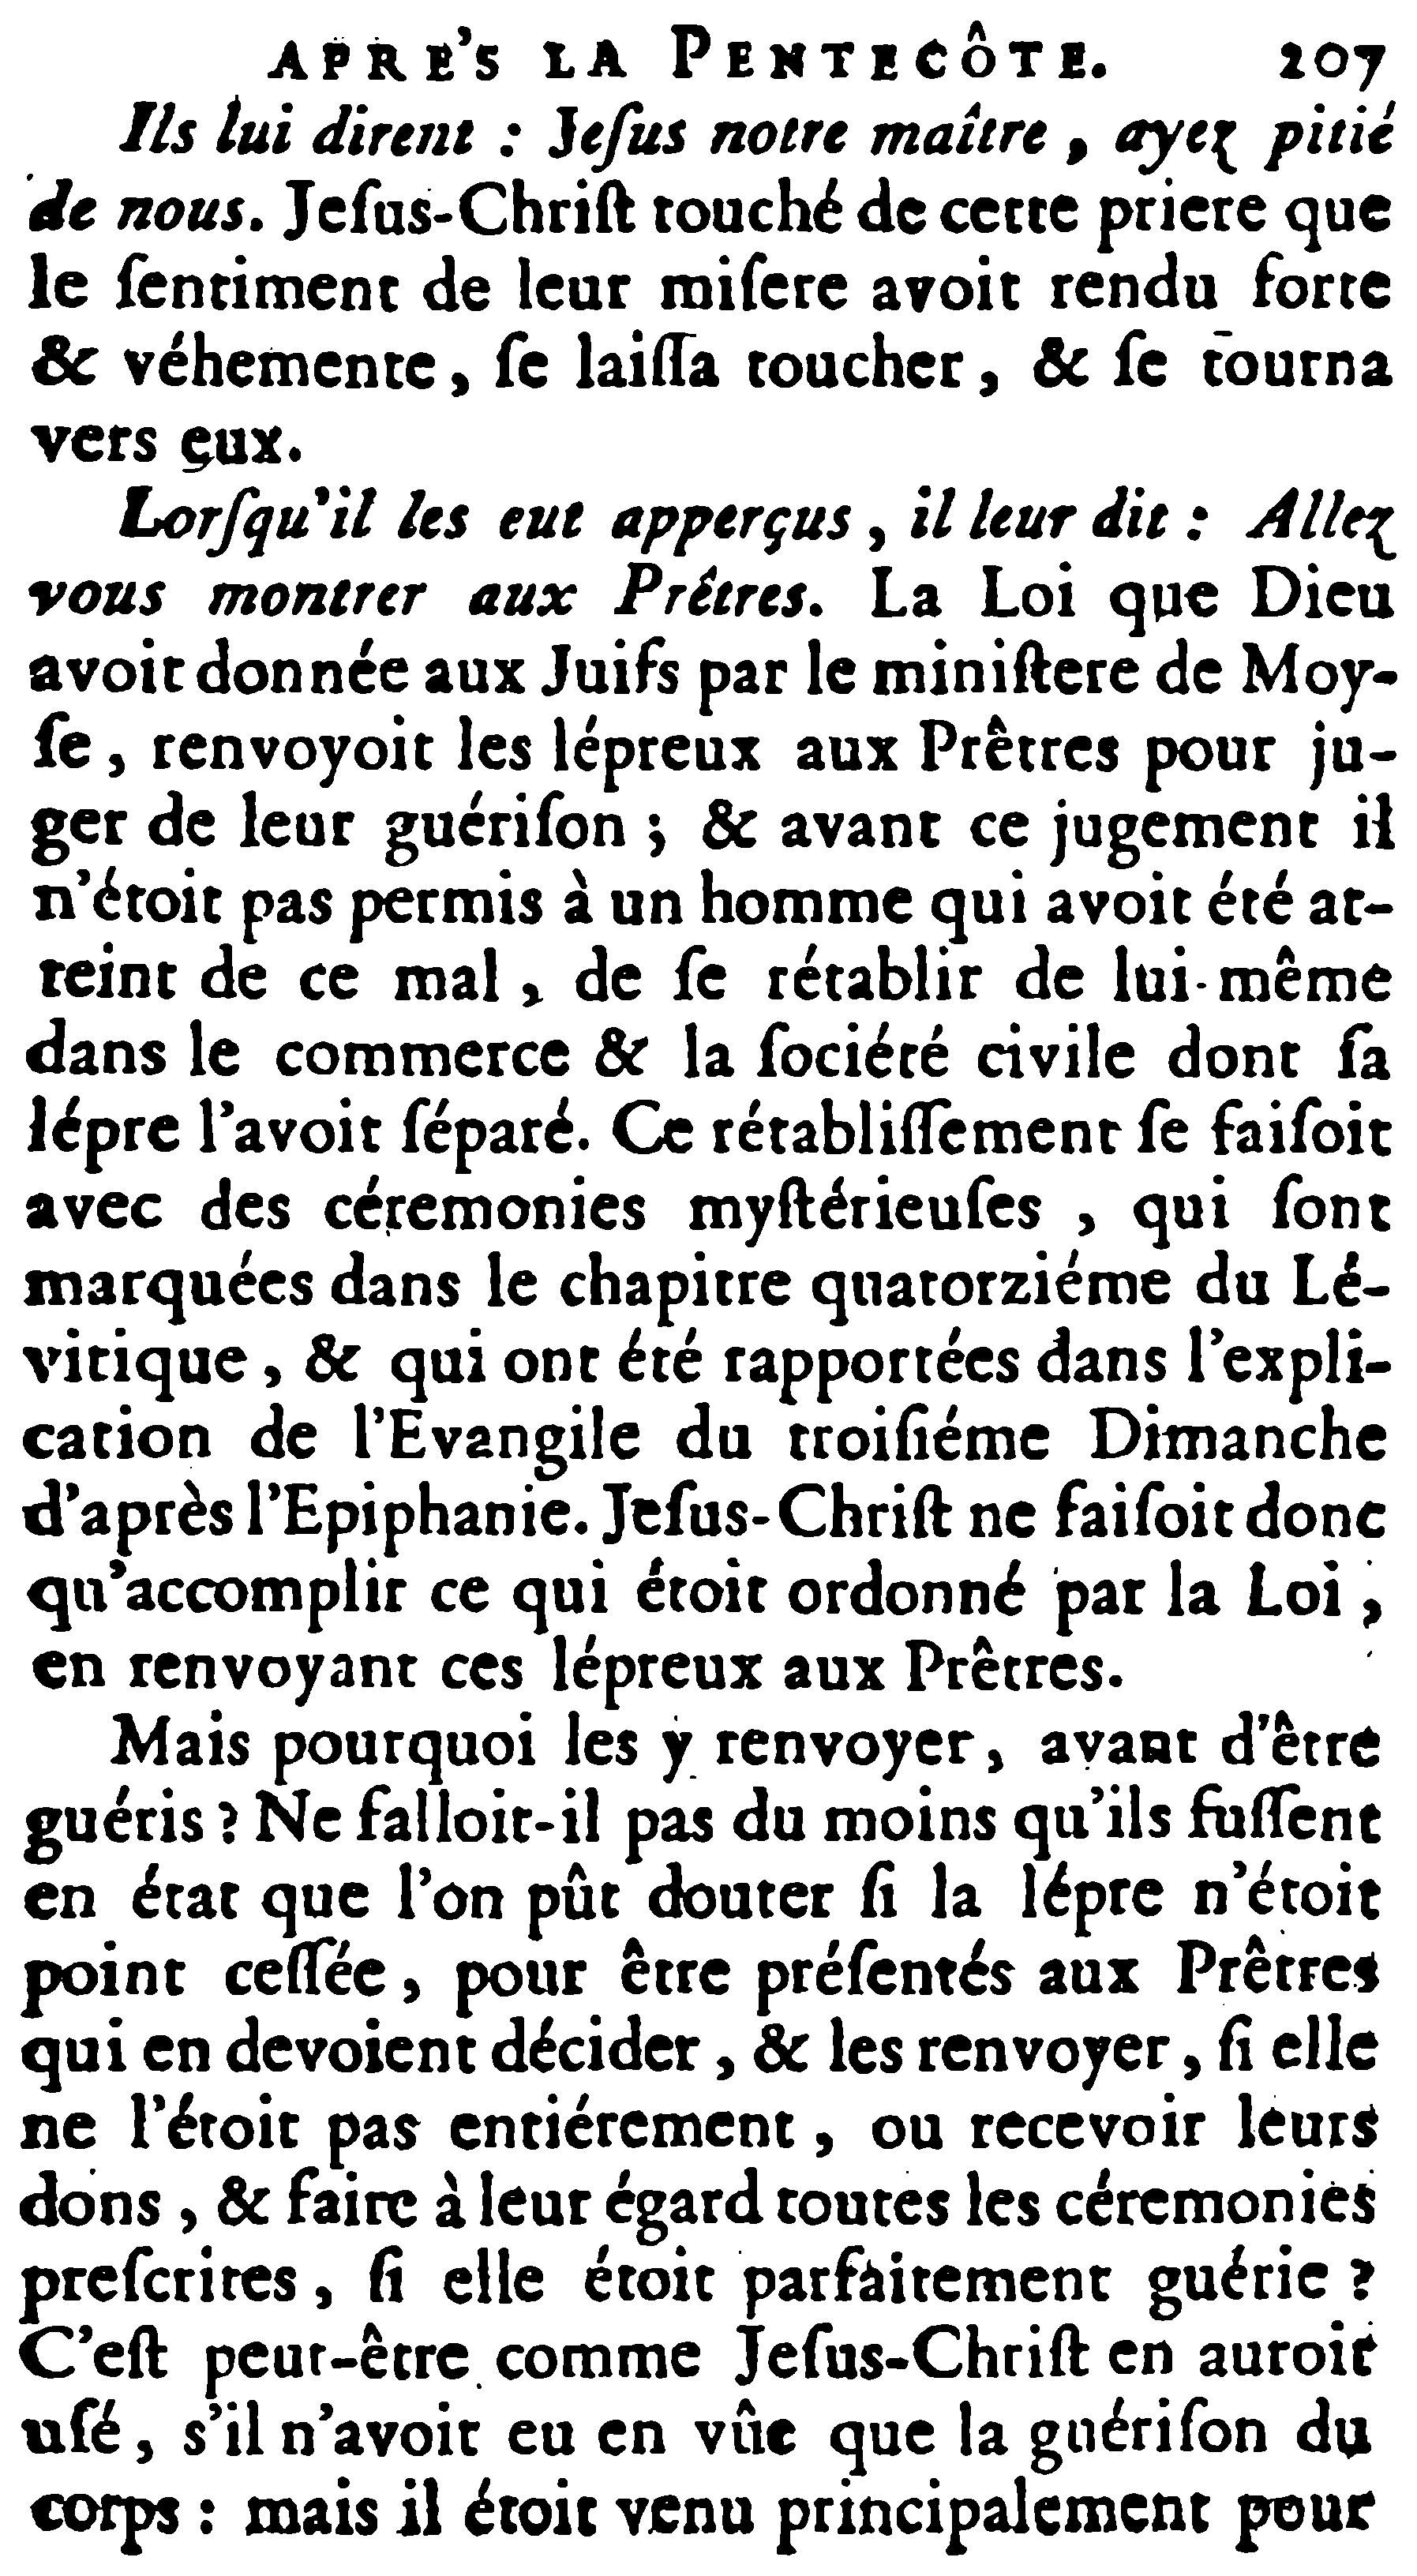 APRE'S LA PENTECÔTE. 207
Ils lui dirent : Jeſus notre maître, ayez pitié
de nous. Jeſus-Chriſt touché de cette priere que
le ſentiment de leur miſere avoit rendu forte
& véhemente, ſe laiſſa toucher, & ſe tourna
vers eux.
Lorſqu'il les eut apperçus, il leur dit : Allez
vous montrer aux Prêtres. La Loi que Dieu
avoit donnée aux Juifs par le miniſtere de Moy-
ſe, renvoyoit les lépreux aux Prêtres pour ju-
ger de leur guériſon ; & avant ce jugement il
n'étoit pas permis à un homme qui avoit été at-
teint de ce mal, de ſe rétablir de lui-même
dans le commerce & la ſociété civile dont ſa
lépre l'avoit ſéparé. Ce rétabliſſement ſe faiſoit
avec des céremonies myſtérieuſes, qui ſont
marquées dans le chapitre quatorziéme du Lé-
vitique, & qui ont été rapportées dans l'expli-
cation de l'Evangile du troiſiéme Dimanche
d'après l'Epiphanie. Jeſus-Chriſt ne faiſoit donc
qu'accomplir ce qui étoit ordonné par la Loi,
en renvoyant ces lépreux aux Prêtres.
Mais pourquoi les y renvoyer, avant d'être
guéris ? Ne falloit-il pas du moins qu'ils fuſſent
en état que l'on pût douter ſi la lépre n'étoit
point ceſſée, pour être préſentés aux Prêtres
qui en devoient décider, & les renvoyer, ſi elle
ne l'étoit pas entiérement, ou recevoir leurs
dons, & faire à leur égard toutes les céremonies
preſcrites, ſi elle étoit parfaitement guérie ?
C'eſt peut-être comme Jeſus-Chriſt en auroit
uſé, s'il n'avoit eu en vûe que la guériſon du
corps : mais il étoit venu principalement pour